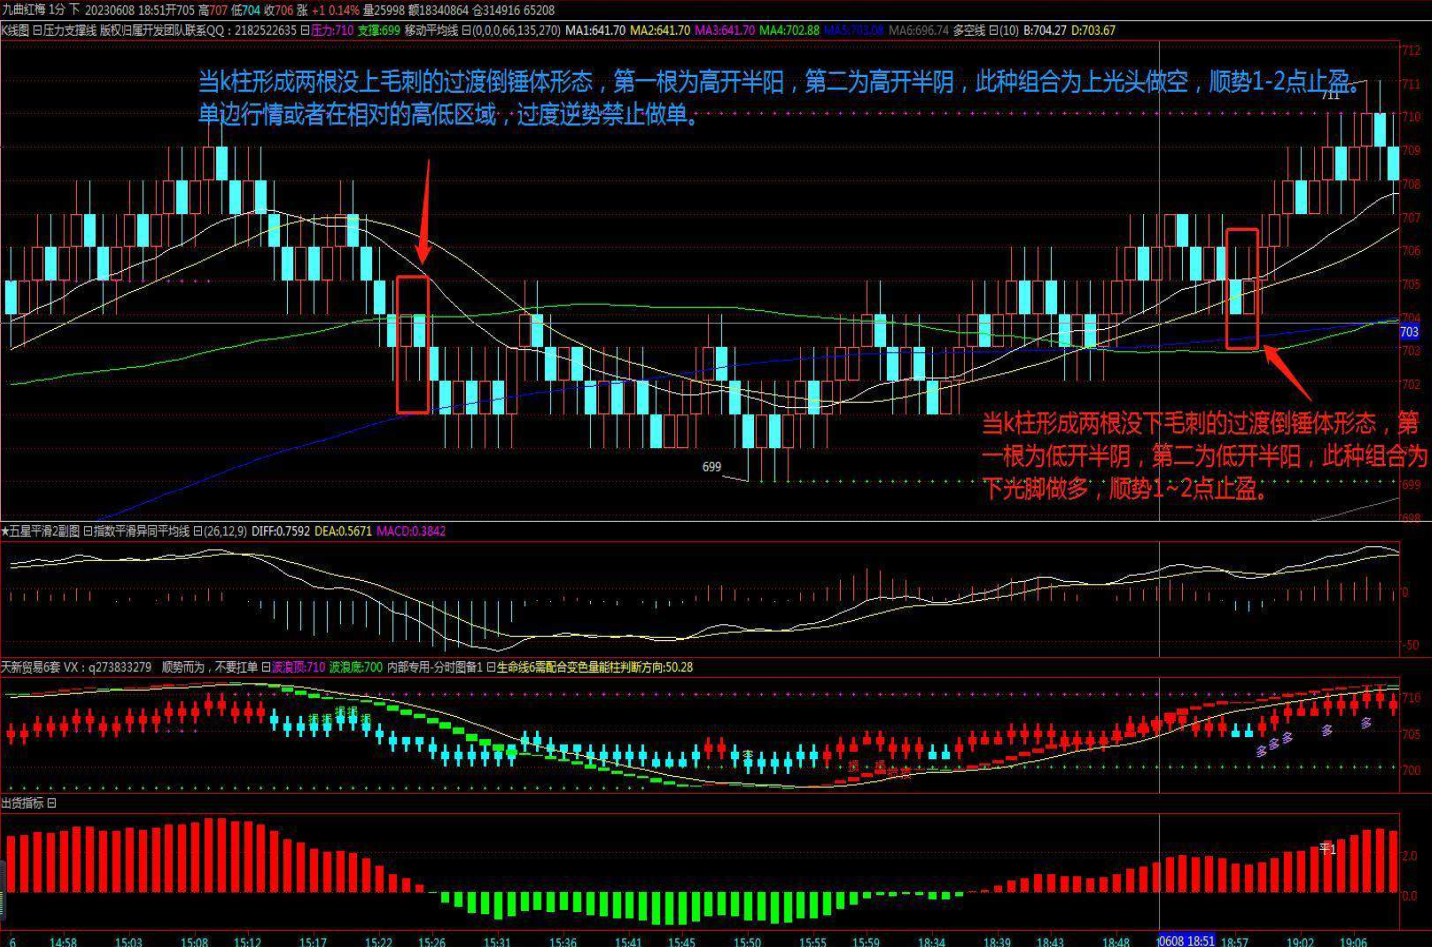 九曲红梅 1分 下 20230608 18:51开705 高707 低704 收706 涨 +1 0.14% 量25998 额18340864 仓314916 65208
K线图 日压力支撑线 版权归属开发团队联系QQ：2182522635 日压力:710 支撑:699 移动平均线 日(0,0,0,66,135,270) MA1:641.70 MA2:641.70 MA3:641.70 MA4:702.88 MA5:703.08 MA6:696.74 多空线 日(10) B:704.27 D:703.67
712
当k柱形成两根没上毛刺的过渡倒锤体形态，第一根为高开半阳，第二为高开半阴，此种组合为上光头做空，顺势1-2点止盈。
711
711
单边行情或者在相对的高低区域，过度逆势禁止做单。
710
709
708
707
706
705
704
703
703
702
当k柱形成两根没下毛刺的过渡倒锤体形态，第
一根为低开半阴，第二为低开半阳，此种组合为
下光脚做多，顺势1~2点止盈。
699
699
698
★五星平滑2副图 日指数平滑异同平均线 日(26,12,9) DIFF:0.7592 DEA:0.5671 MACD:0.3842
0
-50
天新贸易6套 VX：q273833279 顺势而为，不要扛单 日波浪顶:710 波浪底:700 内部专用-分时图备1 日生命线6需配合变色量能柱判断方向:50.28
710
705
700
损 损 损 损 损
空
损 损 损 损
多 多 多 多 多
出货指标 日
平1
2.0
0.0
6 14:58 15:03 15:08 15:12 15:17 15:22 15:26 15:31 15:36 15:41 15:45 15:50 15:55 15:59 18:34 18:39 18:43 18:48 0608 18:51 18:57 19:02 19:06